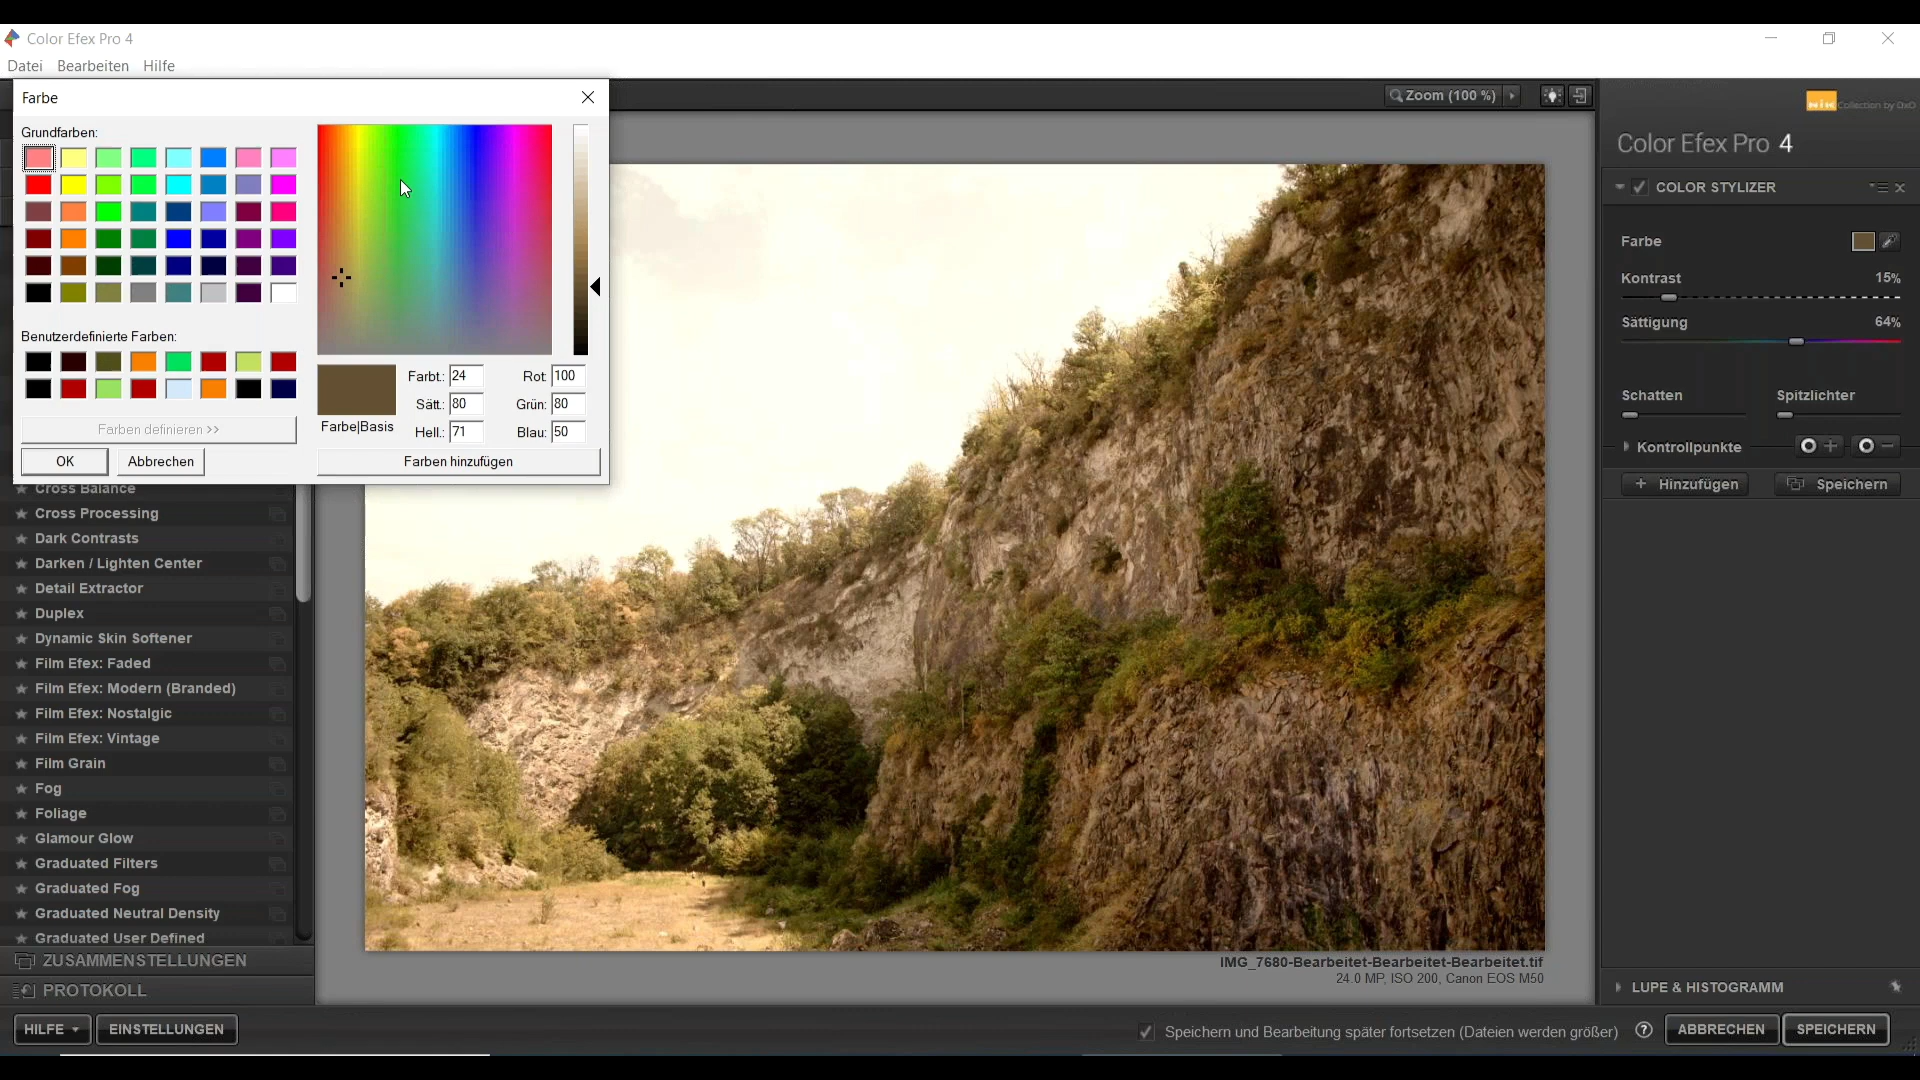 Color Efex Pro 4
Datei Bearbeiten Hilfe
Farbe
Grundfarben:
Benutzerdefinierte Farben:
Farben definieren >>
OK
Abbrechen
Farbe|Basis
Farbt.: 24
Sätt.: 80
Hell.: 71
Rot: 100
Grün: 80
Blau: 50
Farben hinzufügen
Cross Balance
Cross Processing
Dark Contrasts
Darken / Lighten Center
Detail Extractor
Duplex
Dynamic Skin Softener
Film Efex: Faded
Film Efex: Modern (Branded)
Film Efex: Nostalgic
Film Efex: Vintage
Film Grain
Fog
Foliage
Glamour Glow
Graduated Filters
Graduated Fog
Graduated Neutral Density
Graduated User Defined
ZUSAMMENSTELLUNGEN
PROTOKOLL
HILFE
EINSTELLUNGEN
Zoom (100 %)
IMG_7680-Bearbeitet-Bearbeitet-Bearbeitet.tif
24.0 MP, ISO 200, Canon EOS M50
Speichern und Bearbeitung später fortsetzen (Dateien werden größer)
Nik Collection by DxO
Color Efex Pro 4
COLOR STYLIZER
Farbe
Kontrast 15%
Sättigung 64%
Schatten
Spitzlichter
Kontrollpunkte
+ Hinzufügen
Speichern
LUPE & HISTOGRAMM
ABBRECHEN
SPEICHERN